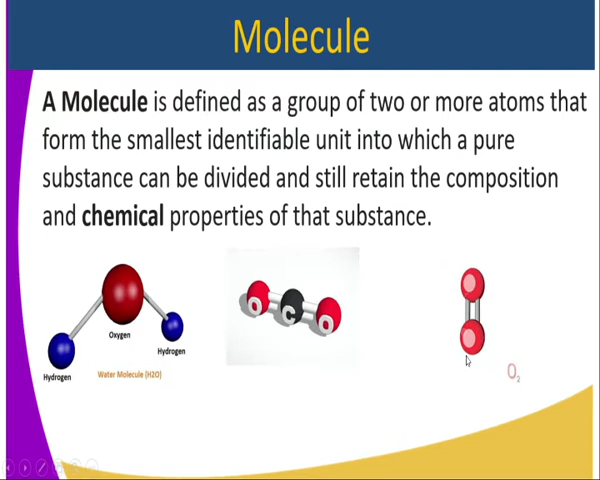 Molecule
A Molecule is defined as a group of two or more atoms that
form the smallest identifiable unit into which a pure
substance can be divided and still retain the composition
and chemical properties of that substance.
Oxygen
Hydrogen
Hydrogen
Water Molecule (H2O)
O C O
O₂